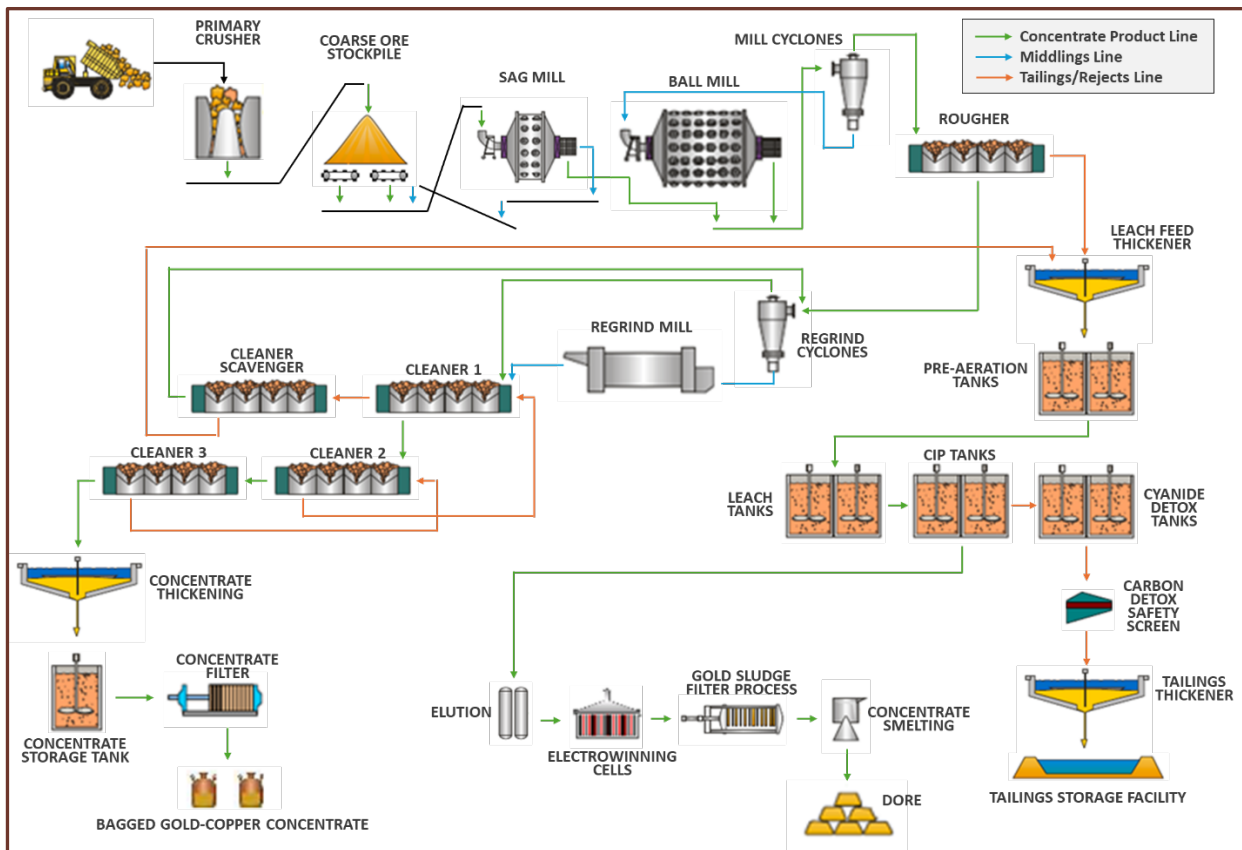 PRIMARY
CRUSHER
COARSE ORE
STOCKPILE
SAG MILL
BALL MILL
MILL CYCLONES
Concentrate Product Line
Middlings Line
Tailings/Rejects Line
ROUGHER
LEACH FEED
THICKENER
REGRIND MILL
REGRIND
CYCLONES
CLEANER
SCAVENGER
CLEANER 1
PRE-AERATION
TANKS
CLEANER 3
CLEANER 2
LEACH
TANKS
CIP TANKS
CYANIDE
DETOX
TANKS
CONCENTRATE
THICKENING
CARBON
DETOX
SAFETY
SCREEN
CONCENTRATE
FILTER
CONCENTRATE
STORAGE TANK
ELUTION
ELECTROWINNING
CELLS
GOLD SLUDGE
FILTER PROCESS
CONCENTRATE
SMELTING
TAILINGS
THICKENER
TAILINGS STORAGE FACILITY
DORE
BAGGED GOLD-COPPER CONCENTRATE